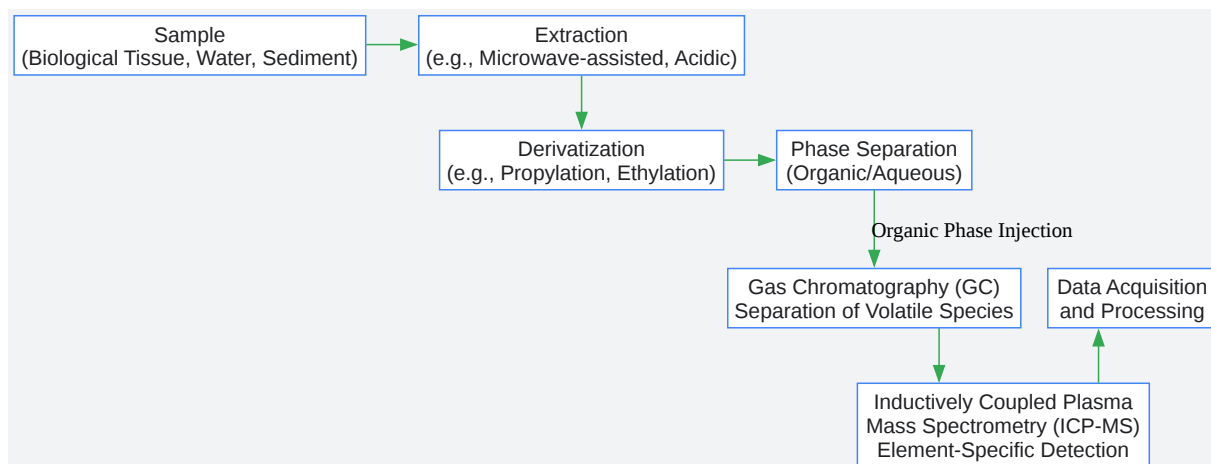 Sample
(Biological Tissue, Water, Sediment)
Extraction
(e.g., Microwave-assisted, Acidic)
Derivatization
(e.g., Propylation, Ethylation)
Phase Separation
(Organic/Aqueous)
Organic Phase Injection
Gas Chromatography (GC)
Separation of Volatile Species
Data Acquisition
and Processing
Inductively Coupled Plasma
Mass Spectrometry (ICP-MS)
Element-Specific Detection